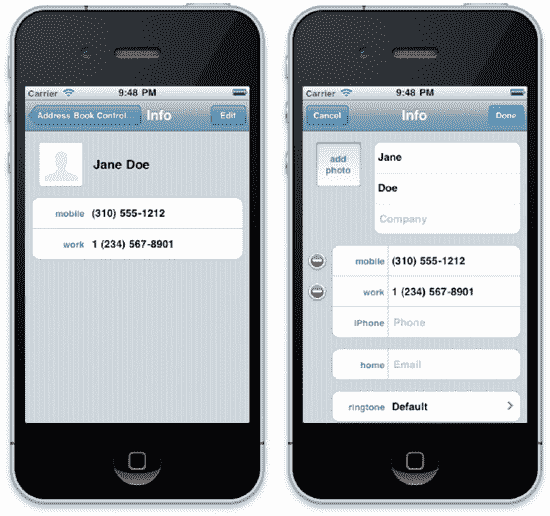 Carrier 9:48 PM
Address Book Control... Info Edit
Jane Doe
mobile (310) 555-1212
work 1 (234) 567-8901
Carrier 9:48 PM
Cancel Info Done
add
photo
Jane
Doe
Company
mobile (310) 555-1212
work 1 (234) 567-8901
iPhone Phone
home Email
ringtone Default